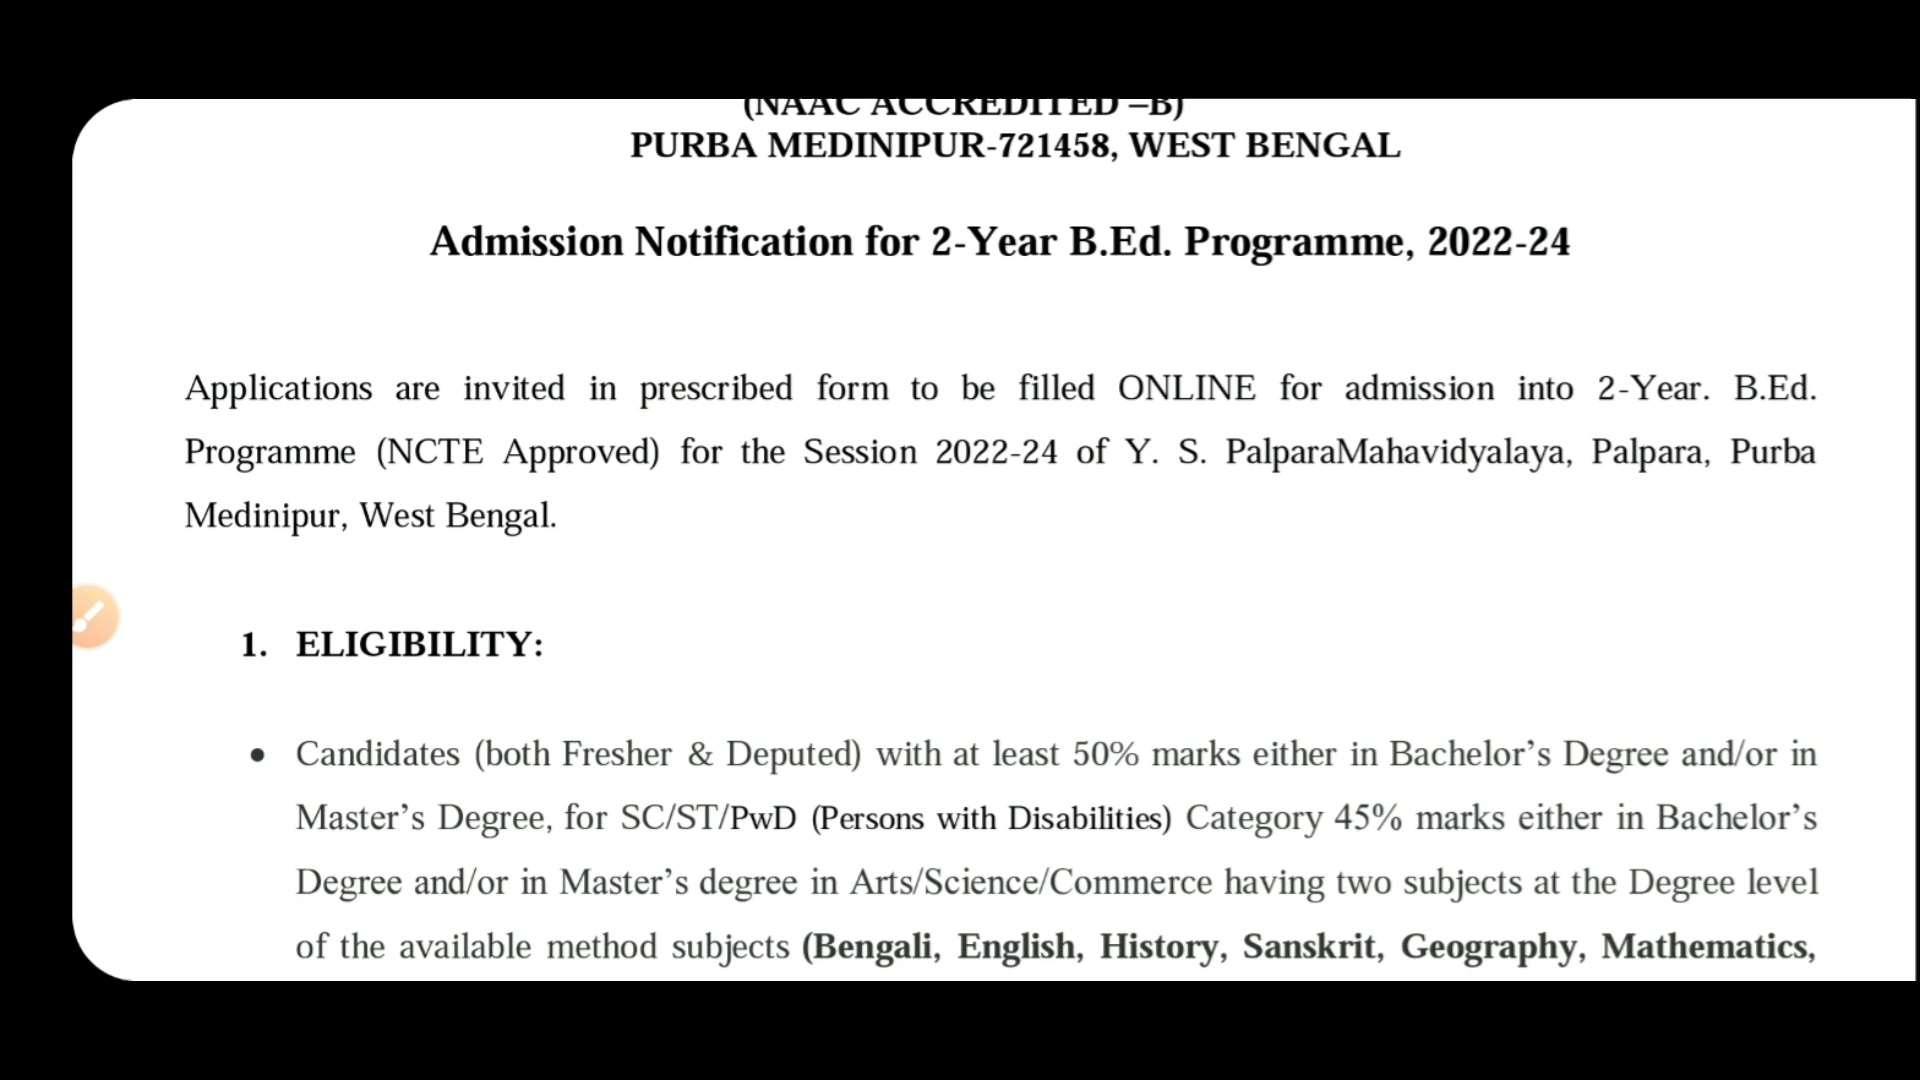 (NAAC ACCREDITED –B)
PURBA MEDINIPUR-721458, WEST BENGAL
Admission Notification for 2-Year B.Ed. Programme, 2022-24
Applications are invited in prescribed form to be filled ONLINE for admission into 2-Year. B.Ed.
Programme (NCTE Approved) for the Session 2022-24 of Y. S. PalparaMahavidyalaya, Palpara, Purba
Medinipur, West Bengal.
1. ELIGIBILITY:
• Candidates (both Fresher & Deputed) with at least 50% marks either in Bachelor’s Degree and/or in
Master’s Degree, for SC/ST/PwD (Persons with Disabilities) Category 45% marks either in Bachelor’s
Degree and/or in Master’s degree in Arts/Science/Commerce having two subjects at the Degree level
of the available method subjects (Bengali, English, History, Sanskrit, Geography, Mathematics,